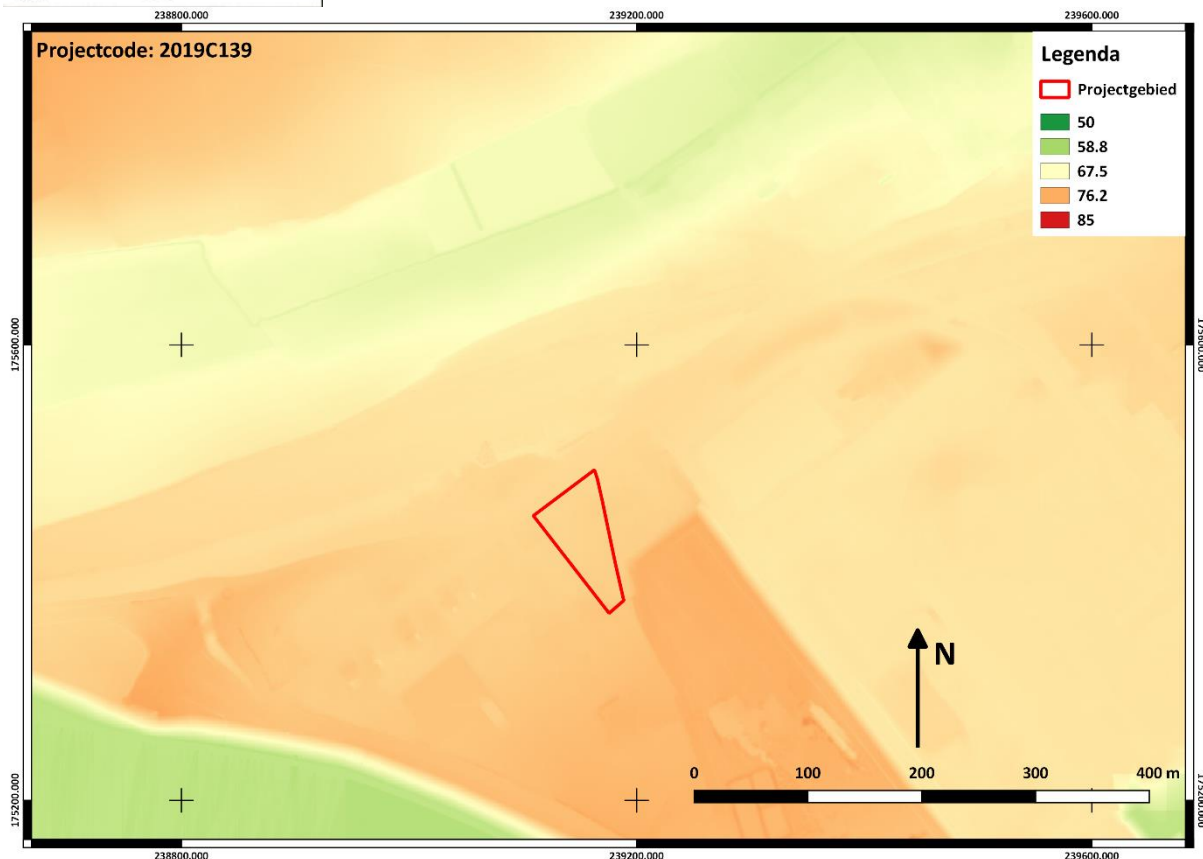 238800.000 239200.000 239600.000
Projectcode: 2019C139
Legenda
Projectgebied
50
58.8
67.5
76.2
85
175600.000 175600.000
N
0 100 200 300 400 m
175200.000 175200.000
238800.000 239200.000 239600.000